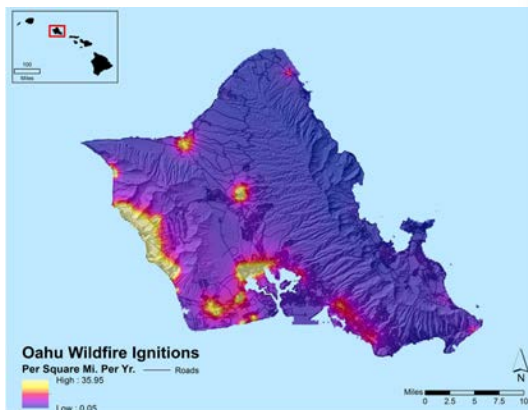 100
Miles
Oahu Wildfire Ignitions
Per Square Mi. Per Yr. Roads
High : 35.95
Low : 0.05
N
Miles
0 2.5 5 7.5 10